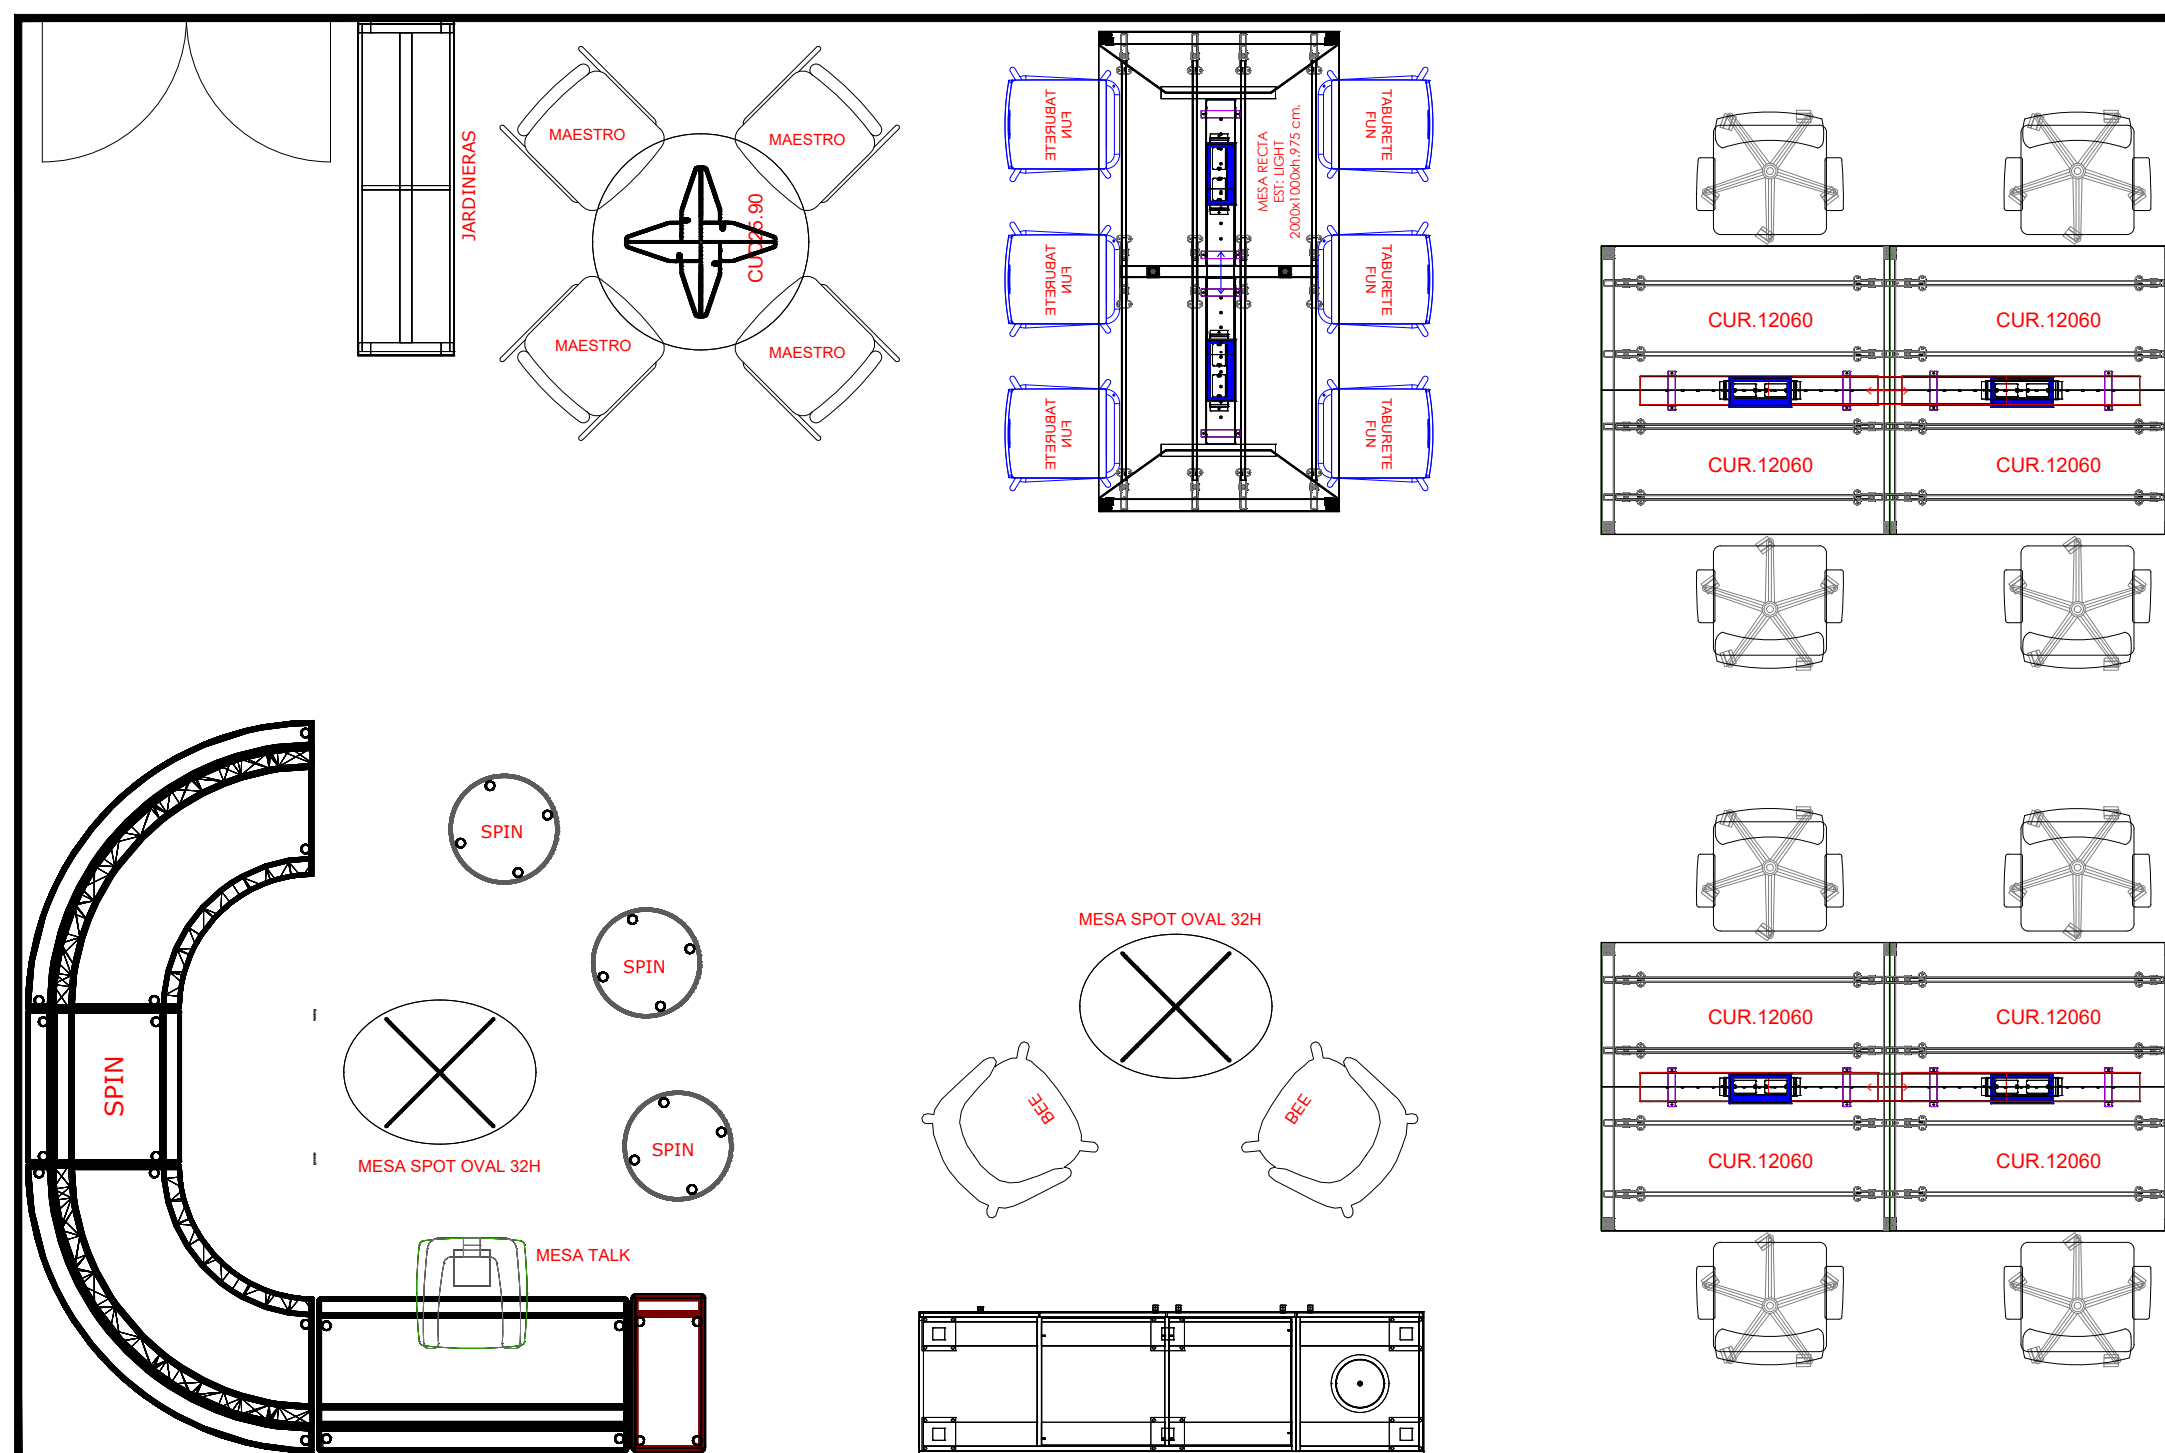 JARDINERAS
MAESTRO
MAESTRO
CUD26.90
MAESTRO
MAESTRO
TABURETE
FUN
TABURETE
FUN
TABURETE
FUN
MESA RECTA
EST: LIGHT
2000x1000xh.975 cm.
TABURETE
FUN
TABURETE
FUN
TABURETE
FUN
CUR.12060
CUR.12060
CUR.12060
CUR.12060
SPIN
SPIN
SPIN
SPIN
MESA SPOT OVAL 32H
MESA TALK
MESA SPOT OVAL 32H
BEE
BEE
CUR.12060
CUR.12060
CUR.12060
CUR.12060